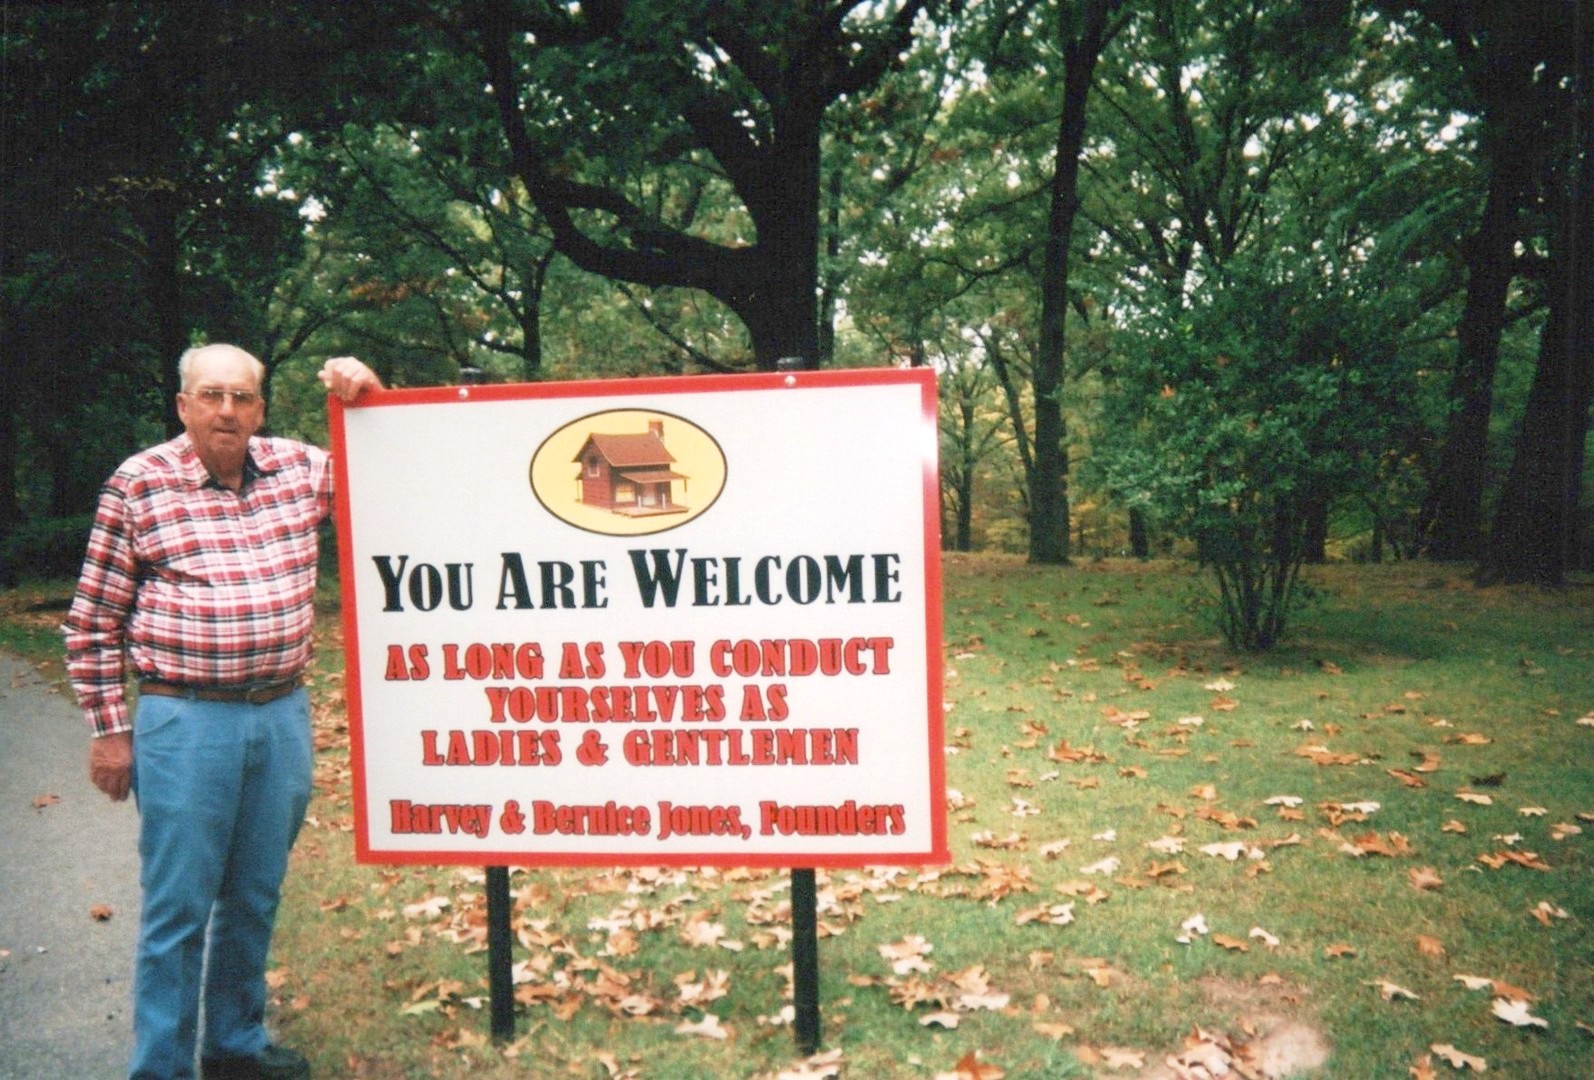 YOU ARE WELCOME
AS LONG AS YOU CONDUCT
YOURSELVES AS
LADIES & GENTLEMEN
Harvey & Bernice Jones, Founders